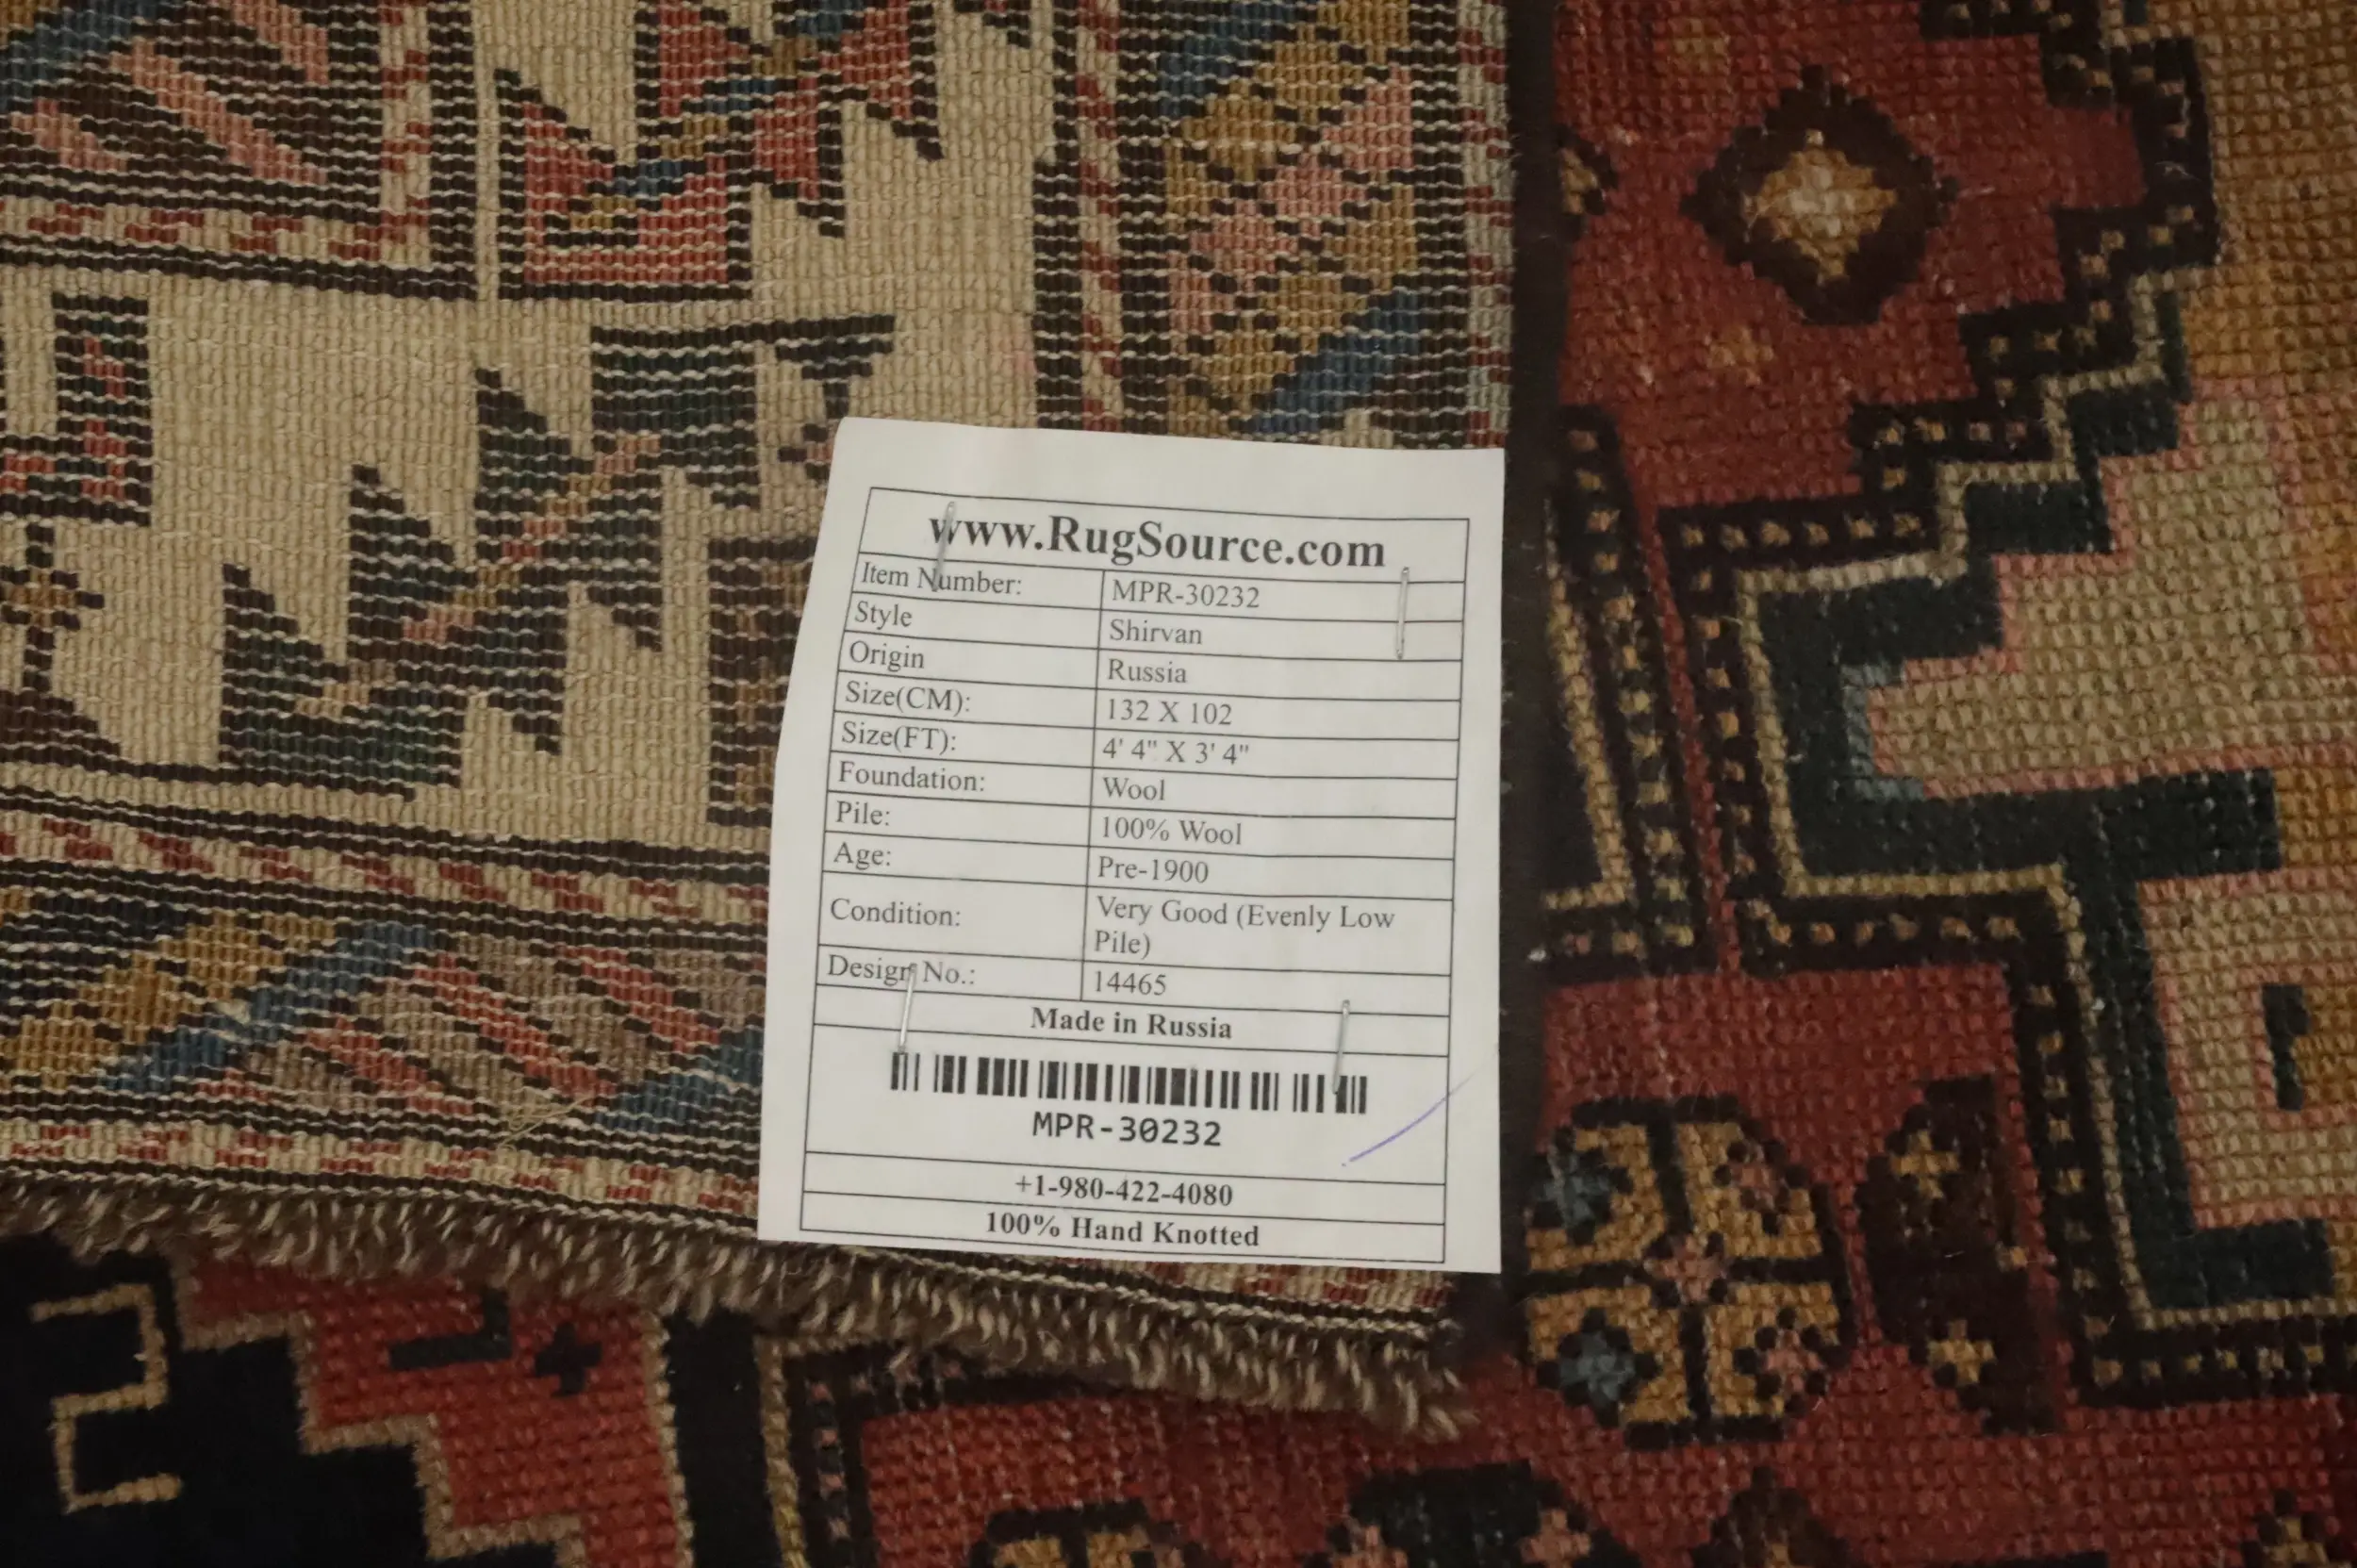 www.RugSource.com
Item Number: MPR-30232
Style Shirvan
Origin Russia
Size(CM): 132 X 102
Size(FT): 4' 4" X 3' 4"
Foundation: Wool
Pile: 100% Wool
Age: Pre-1900
Condition: Very Good (Evenly Low
Pile)
Design No.: 14465
Made in Russia
MPR-30232
+1-980-422-4080
100% Hand Knotted